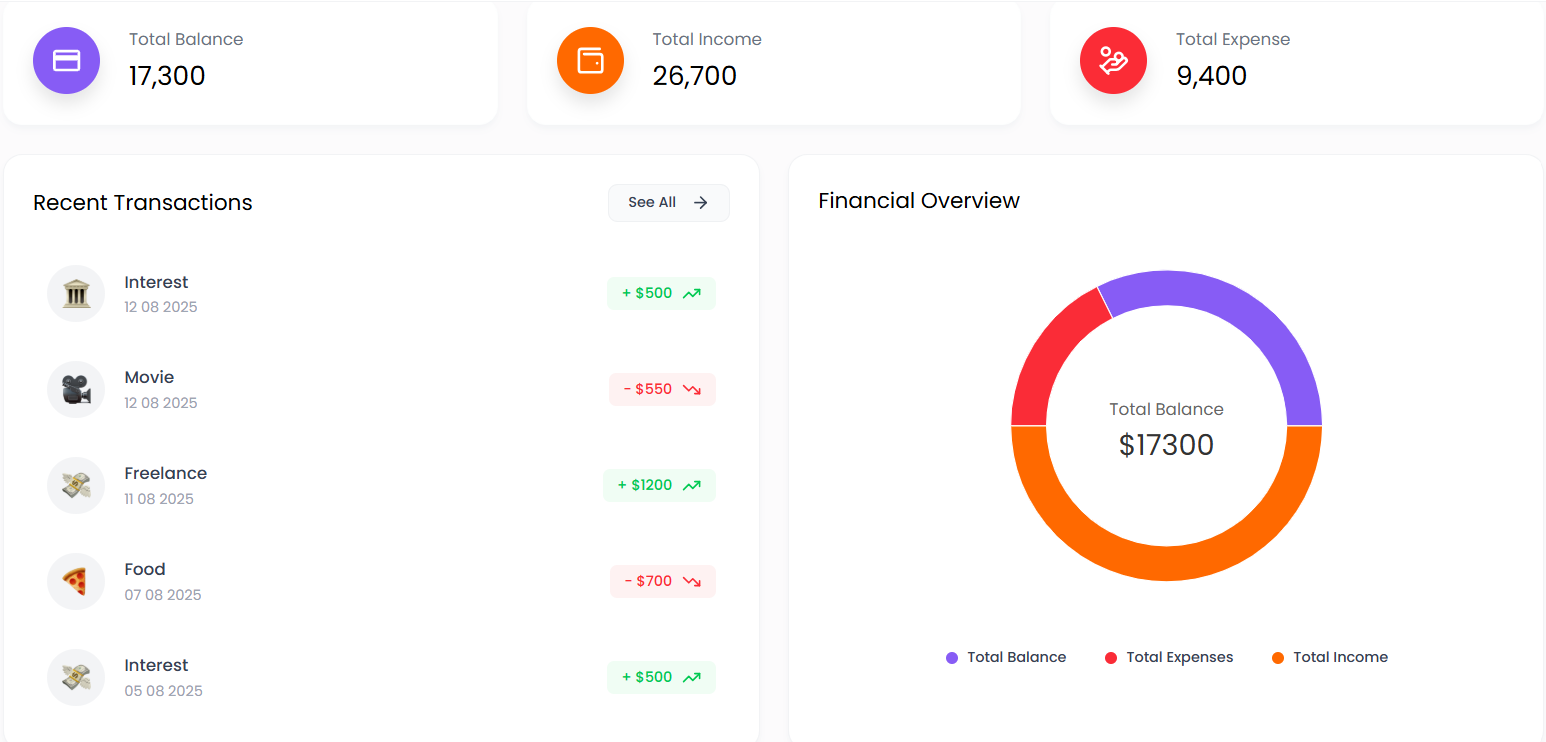 Total Balance
17,300
Total Income
26,700
Total Expense
9,400
Recent Transactions
See All
Interest
12 08 2025
+ $500
Movie
12 08 2025
- $550
Freelance
11 08 2025
+ $1200
Food
07 08 2025
- $700
Interest
05 08 2025
+ $500
Financial Overview
Total Balance
$17300
Total Balance
Total Expenses
Total Income